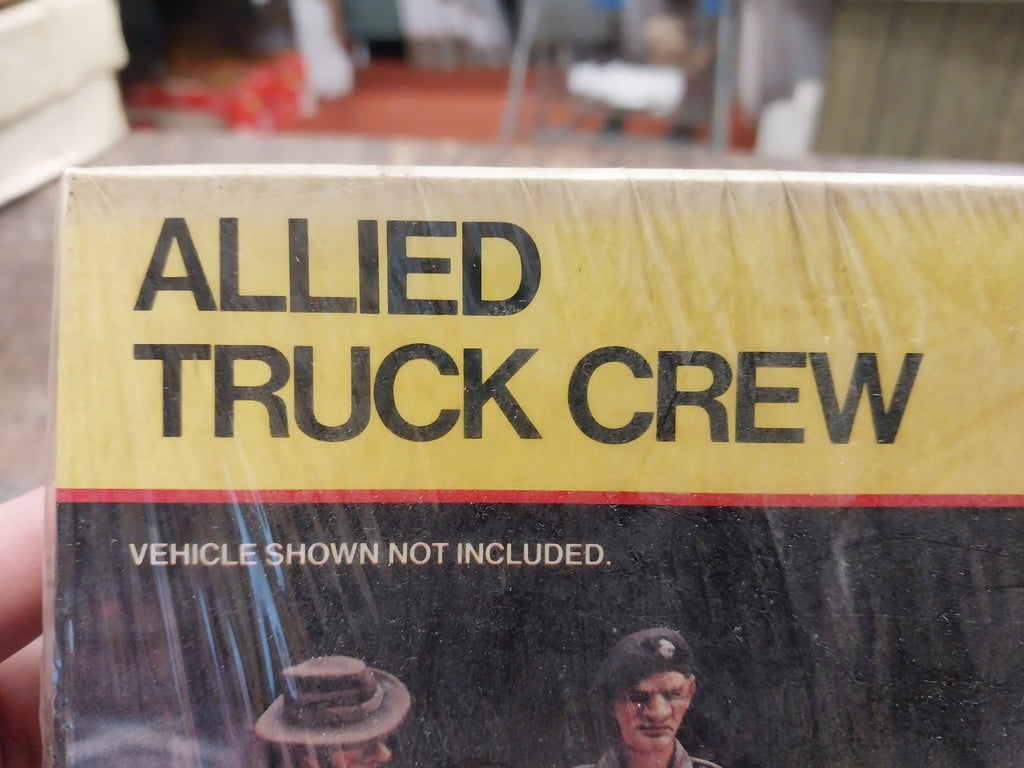 ALLIED
TRUCK CREW
VEHICLE SHOWN NOT INCLUDED.